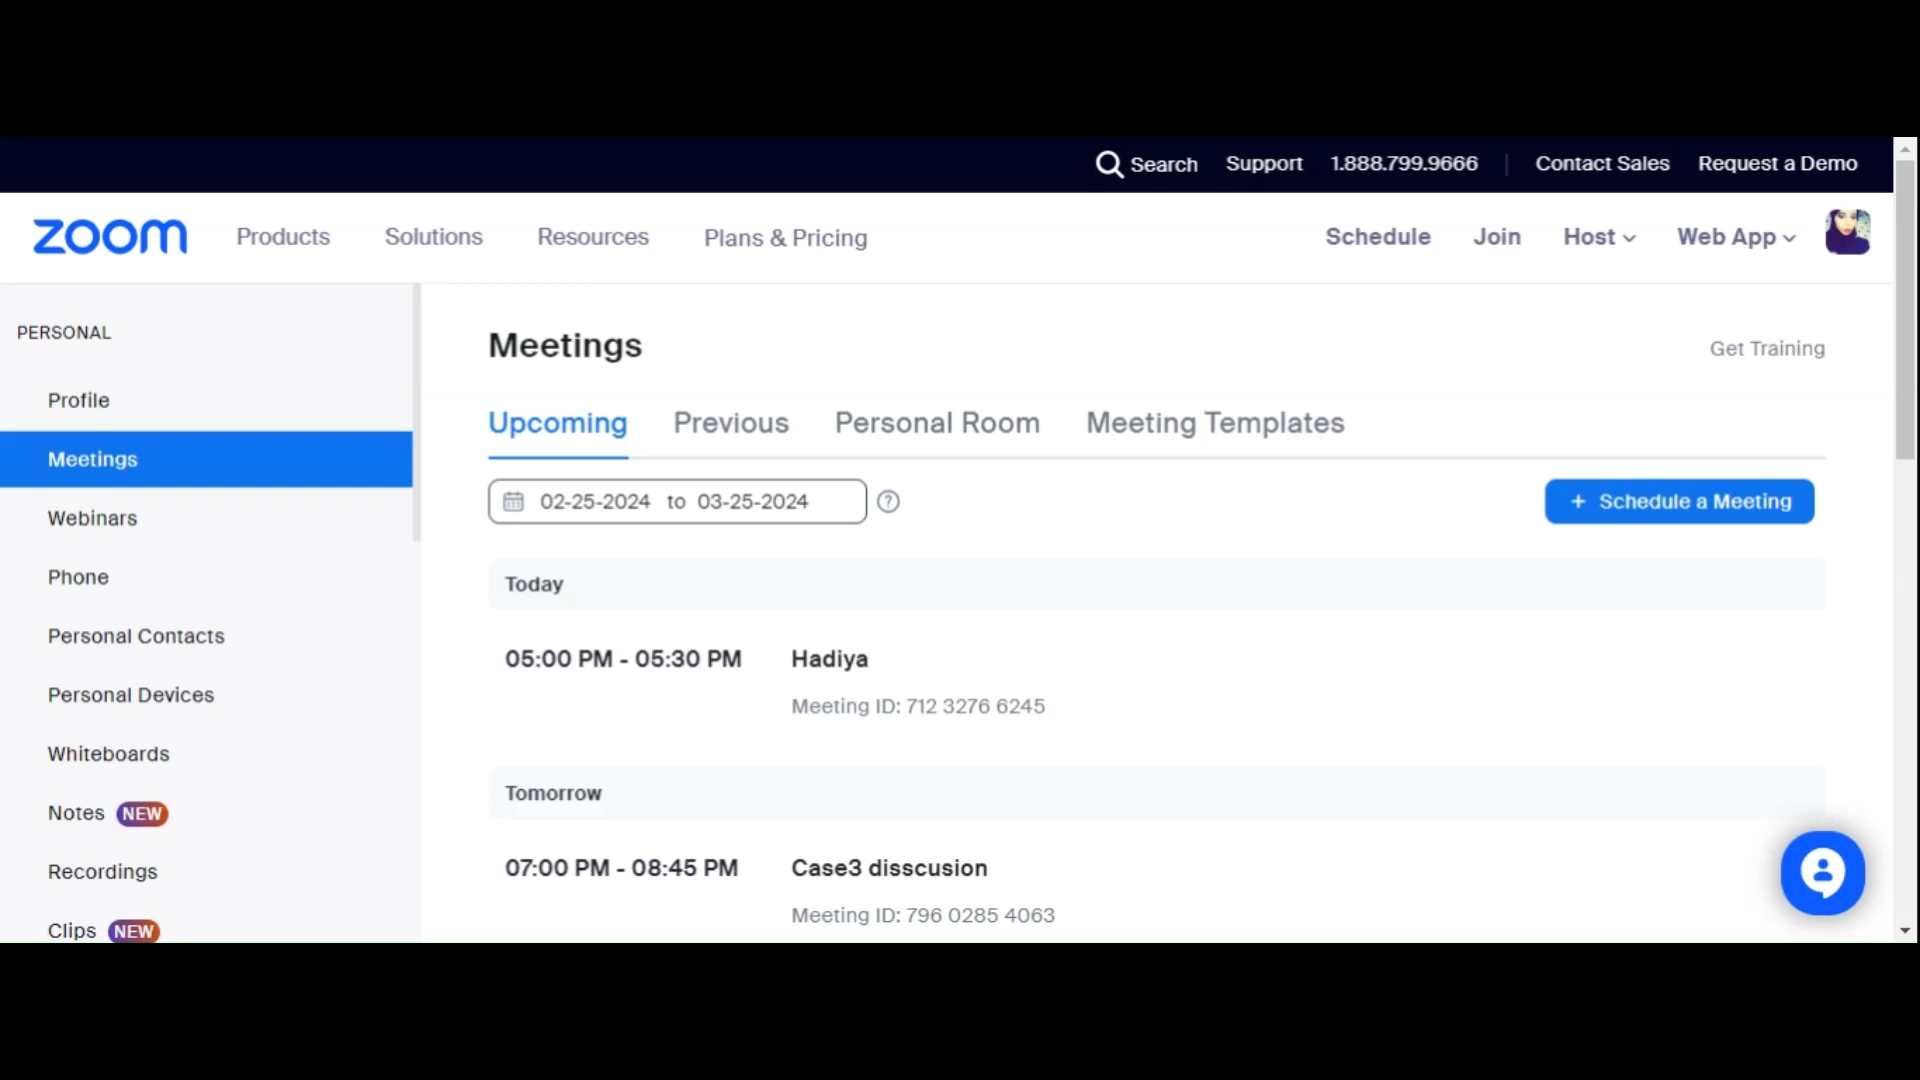 Search Support 1.888.799.9666 Contact Sales Request a Demo
zoom Products Solutions Resources Plans & Pricing Schedule Join Host Web App
PERSONAL
Profile
Meetings
Webinars
Phone
Personal Contacts
Personal Devices
Whiteboards
Notes NEW
Recordings
Clips NEW
Meetings
Get Training
Upcoming Previous Personal Room Meeting Templates
02-25-2024 to 03-25-2024 ?
+ Schedule a Meeting
Today
05:00 PM - 05:30 PM Hadiya
Meeting ID: 712 3276 6245
Tomorrow
07:00 PM - 08:45 PM Case3 disscusion
Meeting ID: 796 0285 4063